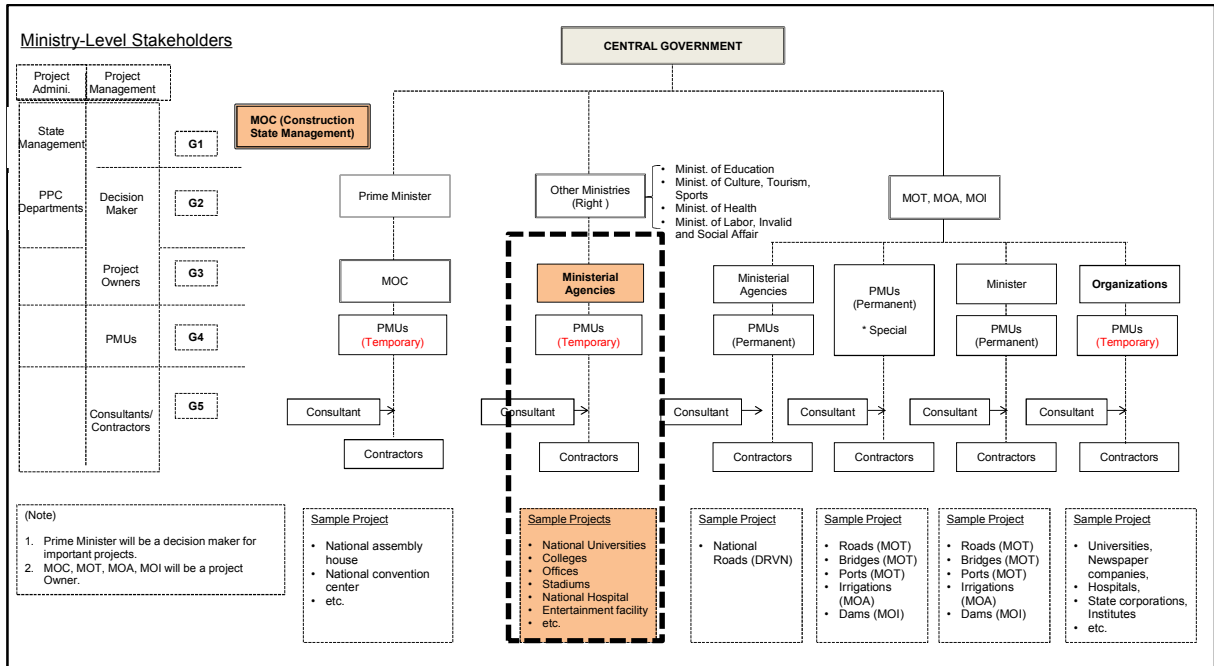 Ministry-Level Stakeholders
CENTRAL GOVERNMENT
Project
Admini.
Project
Management
MOC (Construction
State Management)
State
Management
G1
PPC
Departments
Decision
Maker
G2
Prime Minister
Other Ministries
(Right )
• Minist. of Education
• Minist. of Culture, Tourism,
Sports
• Minist. of Health
• Minist. of Labor, Invalid
and Social Affair
MOT, MOA, MOI
Project
Owners
G3
MOC
Ministerial
Agencies
Ministerial
Agencies
PMUs
(Permanent)
* Special
Minister
Organizations
PMUs
G4
PMUs
(Temporary)
PMUs
(Temporary)
PMUs
(Permanent)
PMUs
(Permanent)
PMUs
(Temporary)
Consultants/
Contractors
G5
Consultant
Consultant
Consultant
Consultant
Consultant
Consultant
Contractors
Contractors
Contractors
Contractors
Contractors
Contractors
(Note)
1. Prime Minister will be a decision maker for
important projects.
2. MOC, MOT, MOA, MOI will be a project
Owner.
Sample Project
• National assembly
house
• National convention
center
• etc.
Sample Projects
• National Universities
• Colleges
• Offices
• Stadiums
• National Hospital
• Entertainment facility
• etc.
Sample Project
• National
Roads (DRVN)
Sample Project
• Roads (MOT)
• Bridges (MOT)
• Ports (MOT)
• Irrigations
(MOA)
• Dams (MOI)
Sample Project
• Roads (MOT)
• Bridges (MOT)
• Ports (MOT)
• Irrigations
(MOA)
• Dams (MOI)
Sample Project
• Universities,
Newspaper
companies,
• Hospitals,
• State corporations,
Institutes
• etc.